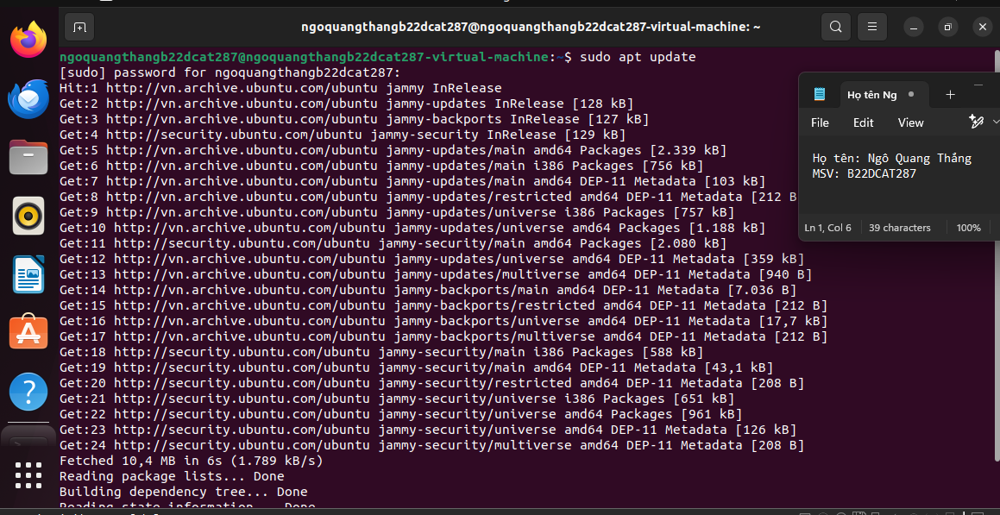 ngoquangthangb22dcat287@ngoquangthangb22dcat287-virtual-machine: ~
ngoquangthangb22dcat287@ngoquangthangb22dcat287-virtual-machine:~$ sudo apt update
[sudo] password for ngoquangthangb22dcat287:
Hit:1 http://vn.archive.ubuntu.com/ubuntu jammy InRelease
Get:2 http://vn.archive.ubuntu.com/ubuntu jammy-updates InRelease [128 kB]
Get:3 http://vn.archive.ubuntu.com/ubuntu jammy-backports InRelease [127 kB]
Get:4 http://security.ubuntu.com/ubuntu jammy-security InRelease [129 kB]
Get:5 http://vn.archive.ubuntu.com/ubuntu jammy-updates/main amd64 Packages [2.339 kB]
Get:6 http://vn.archive.ubuntu.com/ubuntu jammy-updates/main i386 Packages [756 kB]
Get:7 http://vn.archive.ubuntu.com/ubuntu jammy-updates/main amd64 DEP-11 Metadata [103 kB]
Get:8 http://vn.archive.ubuntu.com/ubuntu jammy-updates/restricted amd64 DEP-11 Metadata [212 B
Get:9 http://vn.archive.ubuntu.com/ubuntu jammy-updates/universe i386 Packages [757 kB]
Get:10 http://vn.archive.ubuntu.com/ubuntu jammy-updates/universe amd64 Packages [1.188 kB]
Get:11 http://security.ubuntu.com/ubuntu jammy-security/main amd64 Packages [2.080 kB]
Get:12 http://vn.archive.ubuntu.com/ubuntu jammy-updates/universe amd64 DEP-11 Metadata [359 kB]
Get:13 http://vn.archive.ubuntu.com/ubuntu jammy-updates/multiverse amd64 DEP-11 Metadata [940 B]
Get:14 http://vn.archive.ubuntu.com/ubuntu jammy-backports/main amd64 DEP-11 Metadata [7.036 B]
Get:15 http://vn.archive.ubuntu.com/ubuntu jammy-backports/restricted amd64 DEP-11 Metadata [212 B]
Get:16 http://vn.archive.ubuntu.com/ubuntu jammy-backports/universe amd64 DEP-11 Metadata [17,7 kB]
Get:17 http://vn.archive.ubuntu.com/ubuntu jammy-backports/multiverse amd64 DEP-11 Metadata [212 B]
Get:18 http://security.ubuntu.com/ubuntu jammy-security/main i386 Packages [588 kB]
Get:19 http://security.ubuntu.com/ubuntu jammy-security/main amd64 DEP-11 Metadata [43,1 kB]
Get:20 http://security.ubuntu.com/ubuntu jammy-security/restricted amd64 DEP-11 Metadata [208 B]
Get:21 http://security.ubuntu.com/ubuntu jammy-security/universe i386 Packages [651 kB]
Get:22 http://security.ubuntu.com/ubuntu jammy-security/universe amd64 Packages [961 kB]
Get:23 http://security.ubuntu.com/ubuntu jammy-security/universe amd64 DEP-11 Metadata [126 kB]
Get:24 http://security.ubuntu.com/ubuntu jammy-security/multiverse amd64 DEP-11 Metadata [208 B]
Fetched 10,4 MB in 6s (1.789 kB/s)
Reading package lists... Done
Building dependency tree... Done
Reading state information... Done
Họ tên Ng
File Edit View
Họ tên: Ngô Quang Thắng
MSV: B22DCAT287
Ln 1, Col 6 39 characters 100%